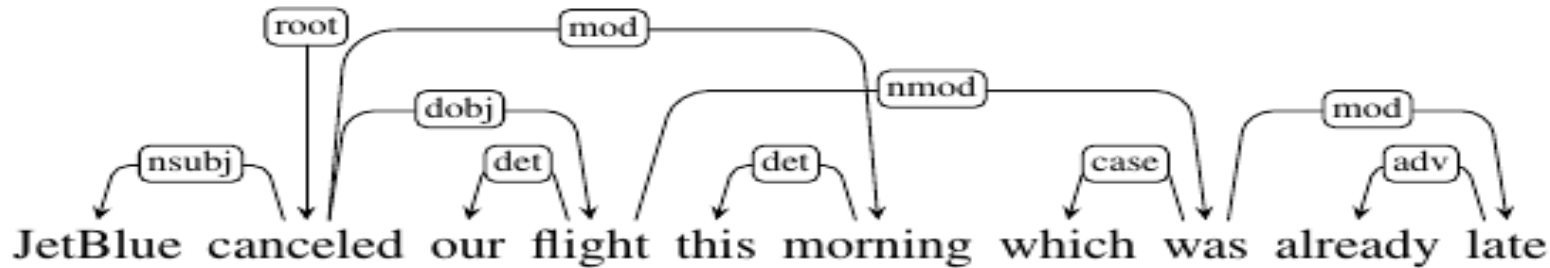 root mod
nmod
dobj mod
nsubj det det case adv
JetBlue canceled our flight this morning which was already late